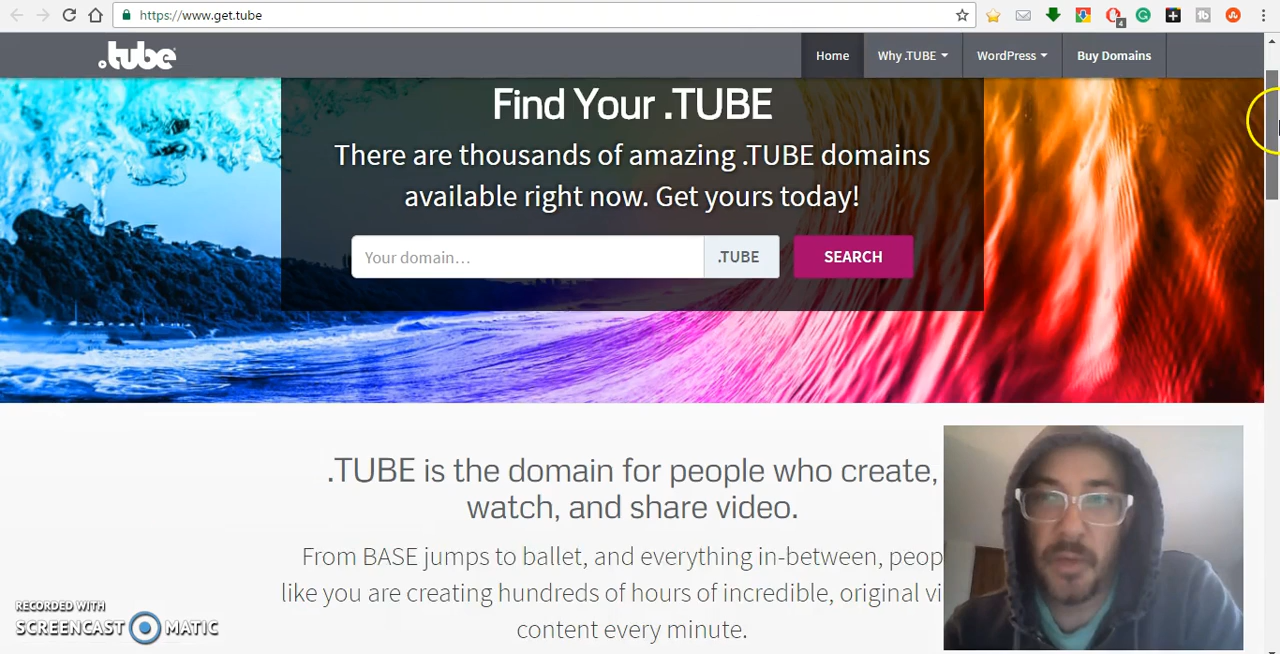 https://www.get.tube
4
.tube
Home
Why .TUBE
WordPress
Buy Domains
Find Your .TUBE
There are thousands of amazing .TUBE domains
available right now. Get yours today!
Your domain...
.TUBE
SEARCH
.TUBE is the domain for people who create,
watch, and share video.
From BASE jumps to ballet, and everything in-between,
like you are creating hundreds of hours of incredible, original
content every minute.
RECORDED WITH
SCREENCAST MATIC